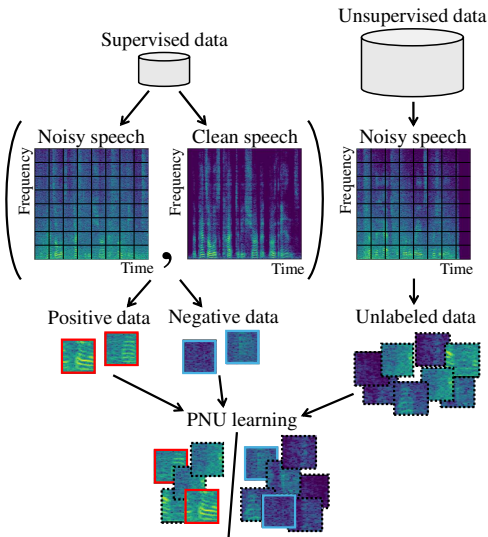 Supervised data
Unsupervised data
Noisy speech
Clean speech
Noisy speech
Frequency
Time
,
Frequency
Time
Frequency
Time
Positive data
Negative data
Unlabeled data
PNU learning